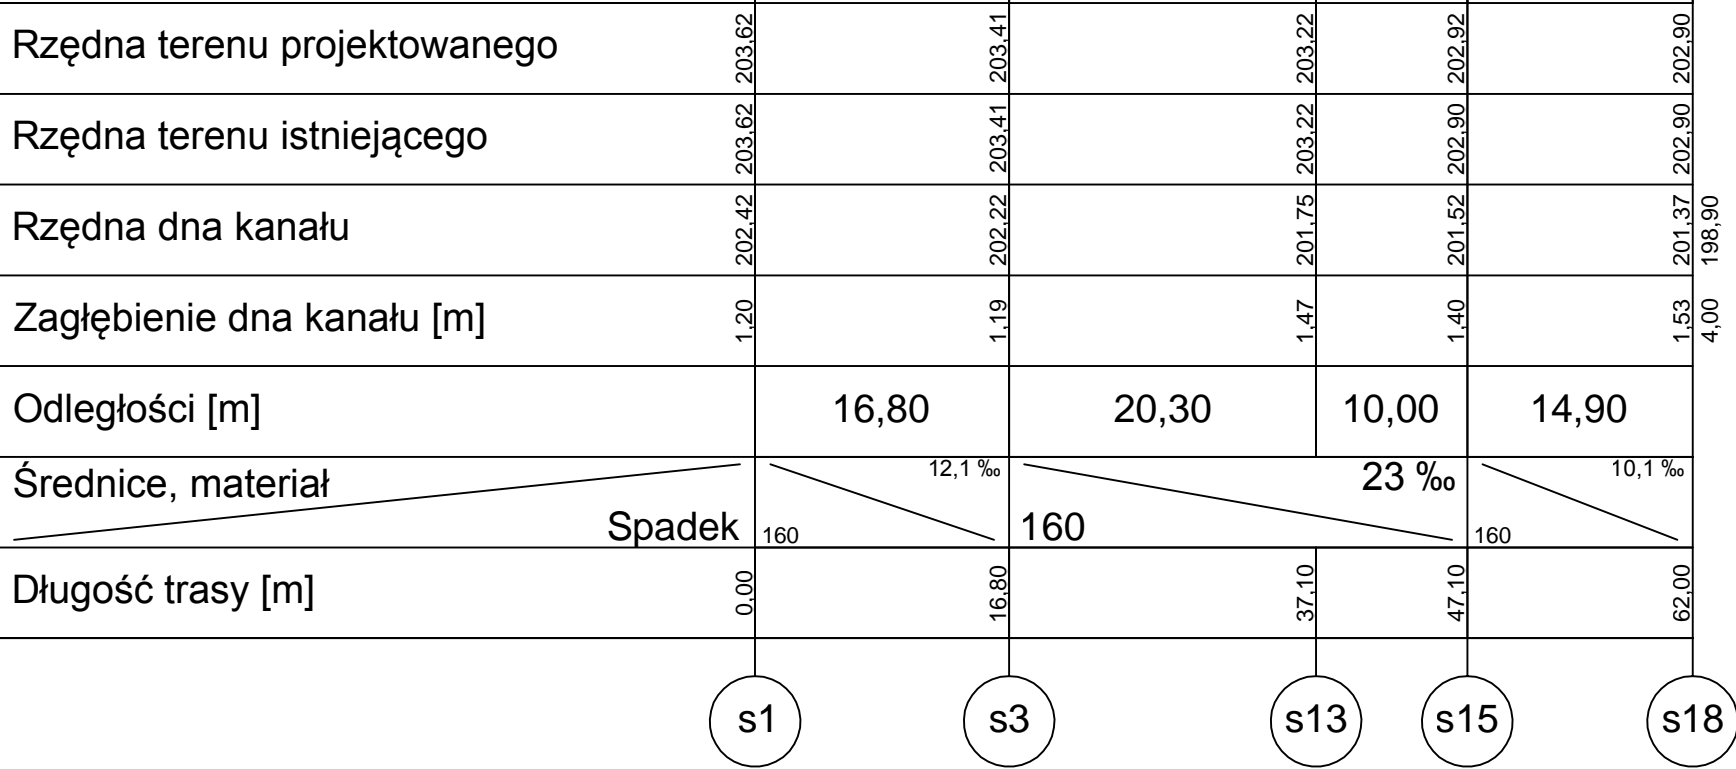 Rzędna terenu projektowanego 203,62 203,41 203,22 202,92 202,90
Rzędna terenu istniejącego 203,62 203,41 203,22 202,90 202,90
Rzędna dna kanału 202,42 202,22 201,75 201,52 201,37 198,90
Zagłębienie dna kanału [m] 1,20 1,19 1,47 1,40 1,53 4,00
Odległości [m] 16,80 20,30 10,00 14,90
Średnice, materiał 12,1 ‰ 23 ‰ 10,1 ‰
Spadek 160 160 160
Długość trasy [m] 0,00 16,80 37,10 47,10 62,00
s1 s3 s13 s15 s18